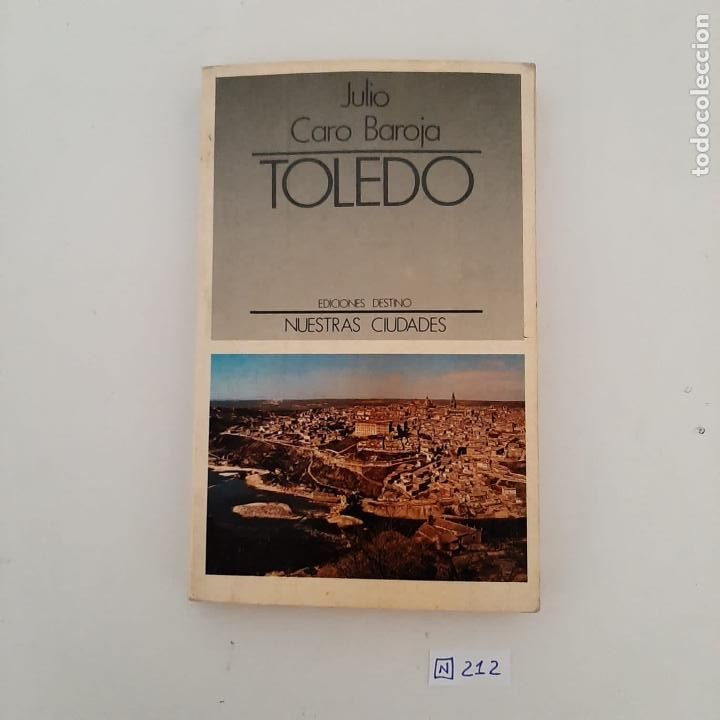 Julio
Caro Baroja
TOLEDO
EDICIONES DESTINO
NUESTRAS CIUDADES
N 212
todocoleccion